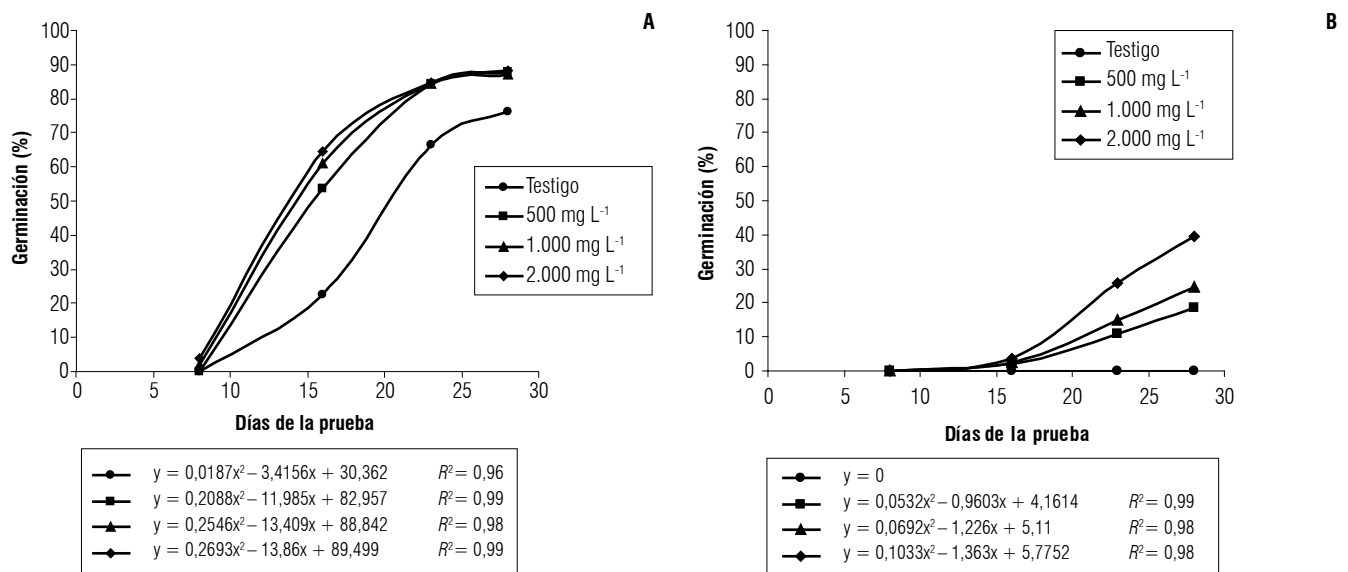 A
100
90
80
70
60
50
40
30
20
10
0
Germinación (%)
0 5 10 15 20 25 30
Días de la prueba
Testigo
500 mg L-1
1.000 mg L-1
2.000 mg L-1
y = 0,0187x² – 3,4156x + 30,362 R² = 0,96
y = 0,2088x² – 11,985x + 82,957 R² = 0,99
y = 0,2546x² – 13,409x + 88,842 R² = 0,98
y = 0,2693x² – 13,86x + 89,499 R² = 0,99
B
100
90
80
70
60
50
40
30
20
10
0
Germinación (%)
0 5 10 15 20 25 30
Días de la prueba
Testigo
500 mg L-1
1.000 mg L-1
2.000 mg L-1
y = 0
y = 0,0532x² – 0,9603x + 4,1614 R² = 0,99
y = 0,0692x² – 1,226x + 5,11 R² = 0,98
y = 0,1033x² – 1,363x + 5,7752 R² = 0,98